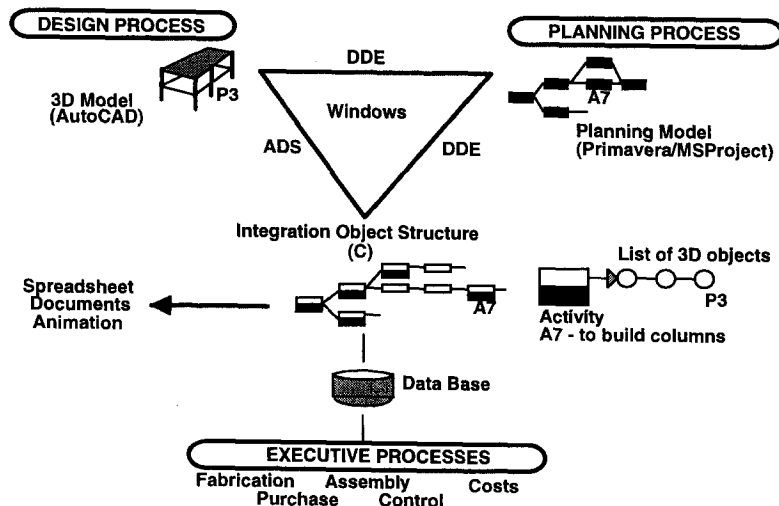 DESIGN PROCESS
PLANNING PROCESS
DDE
P3
3D Model
(AutoCAD)
Windows
A7
Planning Model
(Primavera/MSProject)
ADS
DDE
Integration Object Structure
(C)
List of 3D objects
P3
Spreadsheet
Documents
Animation
A7
Activity
A7 - to build columns
Data Base
EXECUTIVE PROCESSES
Fabrication Assembly Costs
Purchase Control